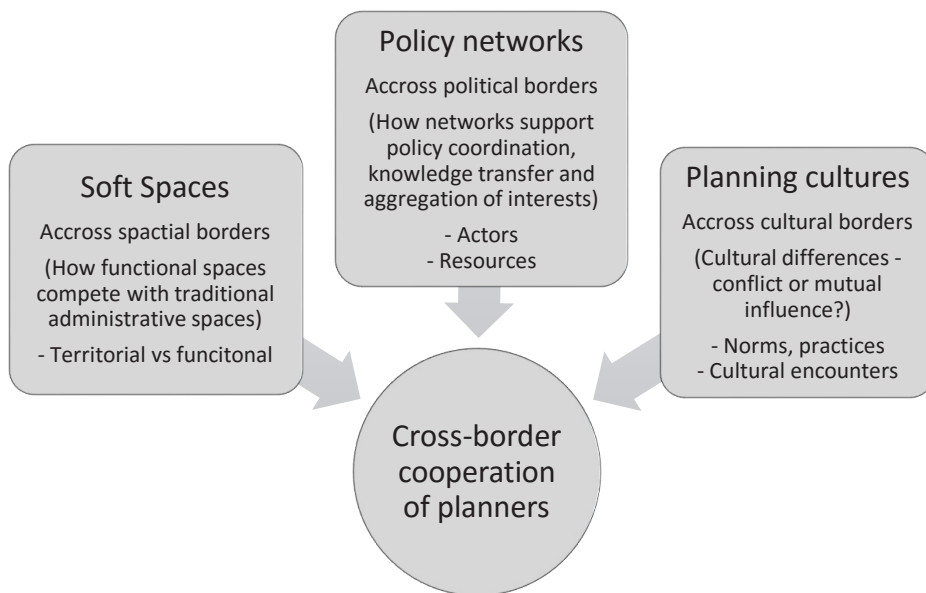 Policy networks
Accross political borders
(How networks support
policy coordination,
knowledge transfer and
aggregation of interests)
- Actors
- Resources
Soft Spaces
Accross spactial borders
(How functional spaces
compete with traditional
administrative spaces)
- Territorial vs funcitonal
Planning cultures
Accross cultural borders
(Cultural differences -
conflict or mutual
influence?)
- Norms, practices
- Cultural encounters
Cross-border
cooperation
of planners